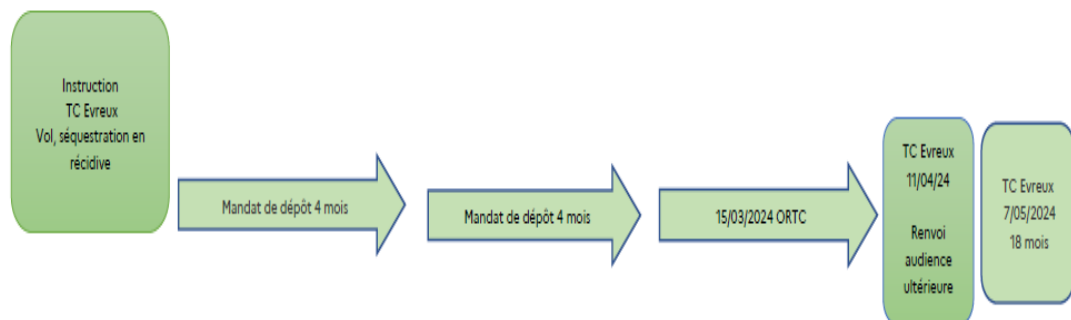 Instruction
TC Evreux
Vol, séquestration en
récidive
Mandat de dépôt 4 mois
Mandat de dépôt 4 mois
15/03/2024 ORTC
TC Evreux
11/04/24
Renvoi
audience
ultérieure
TC Evreux
7/05/2024
18 mois